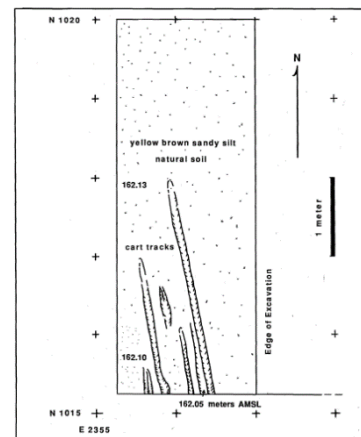 N 1020
N
yellow brown sandy silt
natural soil
162.13
1 meter
cart tracks
Edge of Excavation
162.10
162.05 meters AMSL
N 1015
E 2355